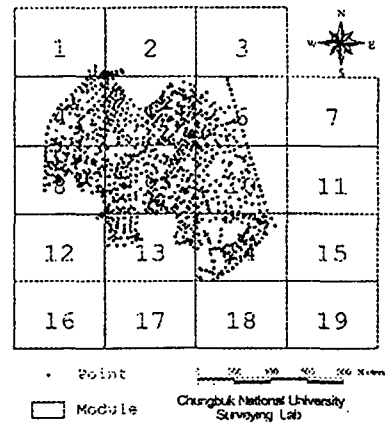 N
1 2 3
W E
S
4 6 7
8 10 11
12 13 14 15
16 17 18 19
Point
Module
Chungbuk National University
Surveying Lab